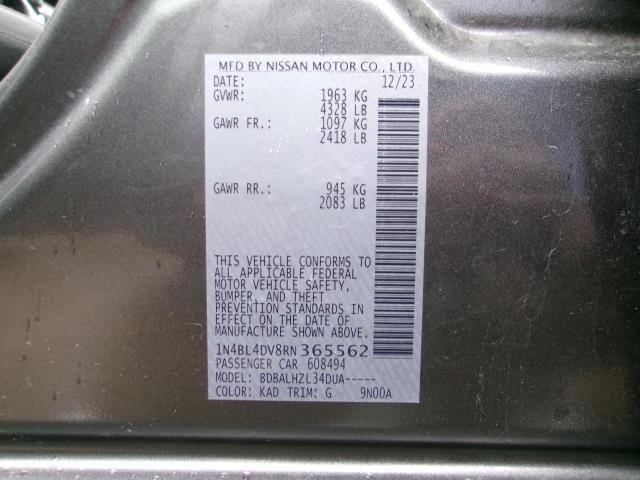 MFD BY NISSAN MOTOR CO., LTD.
DATE: 12/23
GVWR: 1963 KG
4328 LB
GAWR FR.: 1097 KG
2418 LB
GAWR RR.: 945 KG
2083 LB
THIS VEHICLE CONFORMS TO
ALL APPLICABLE FEDERAL
MOTOR VEHICLE SAFETY,
BUMPER, AND THEFT
PREVENTION STANDARDS IN
EFFECT ON THE DATE OF
MANUFACTURE SHOWN ABOVE.
1N4BL4DV8RN365562
PASSENGER CAR 608494
MODEL: BDBALHZL34DUA-----
COLOR: KAD TRIM: G 9N00A